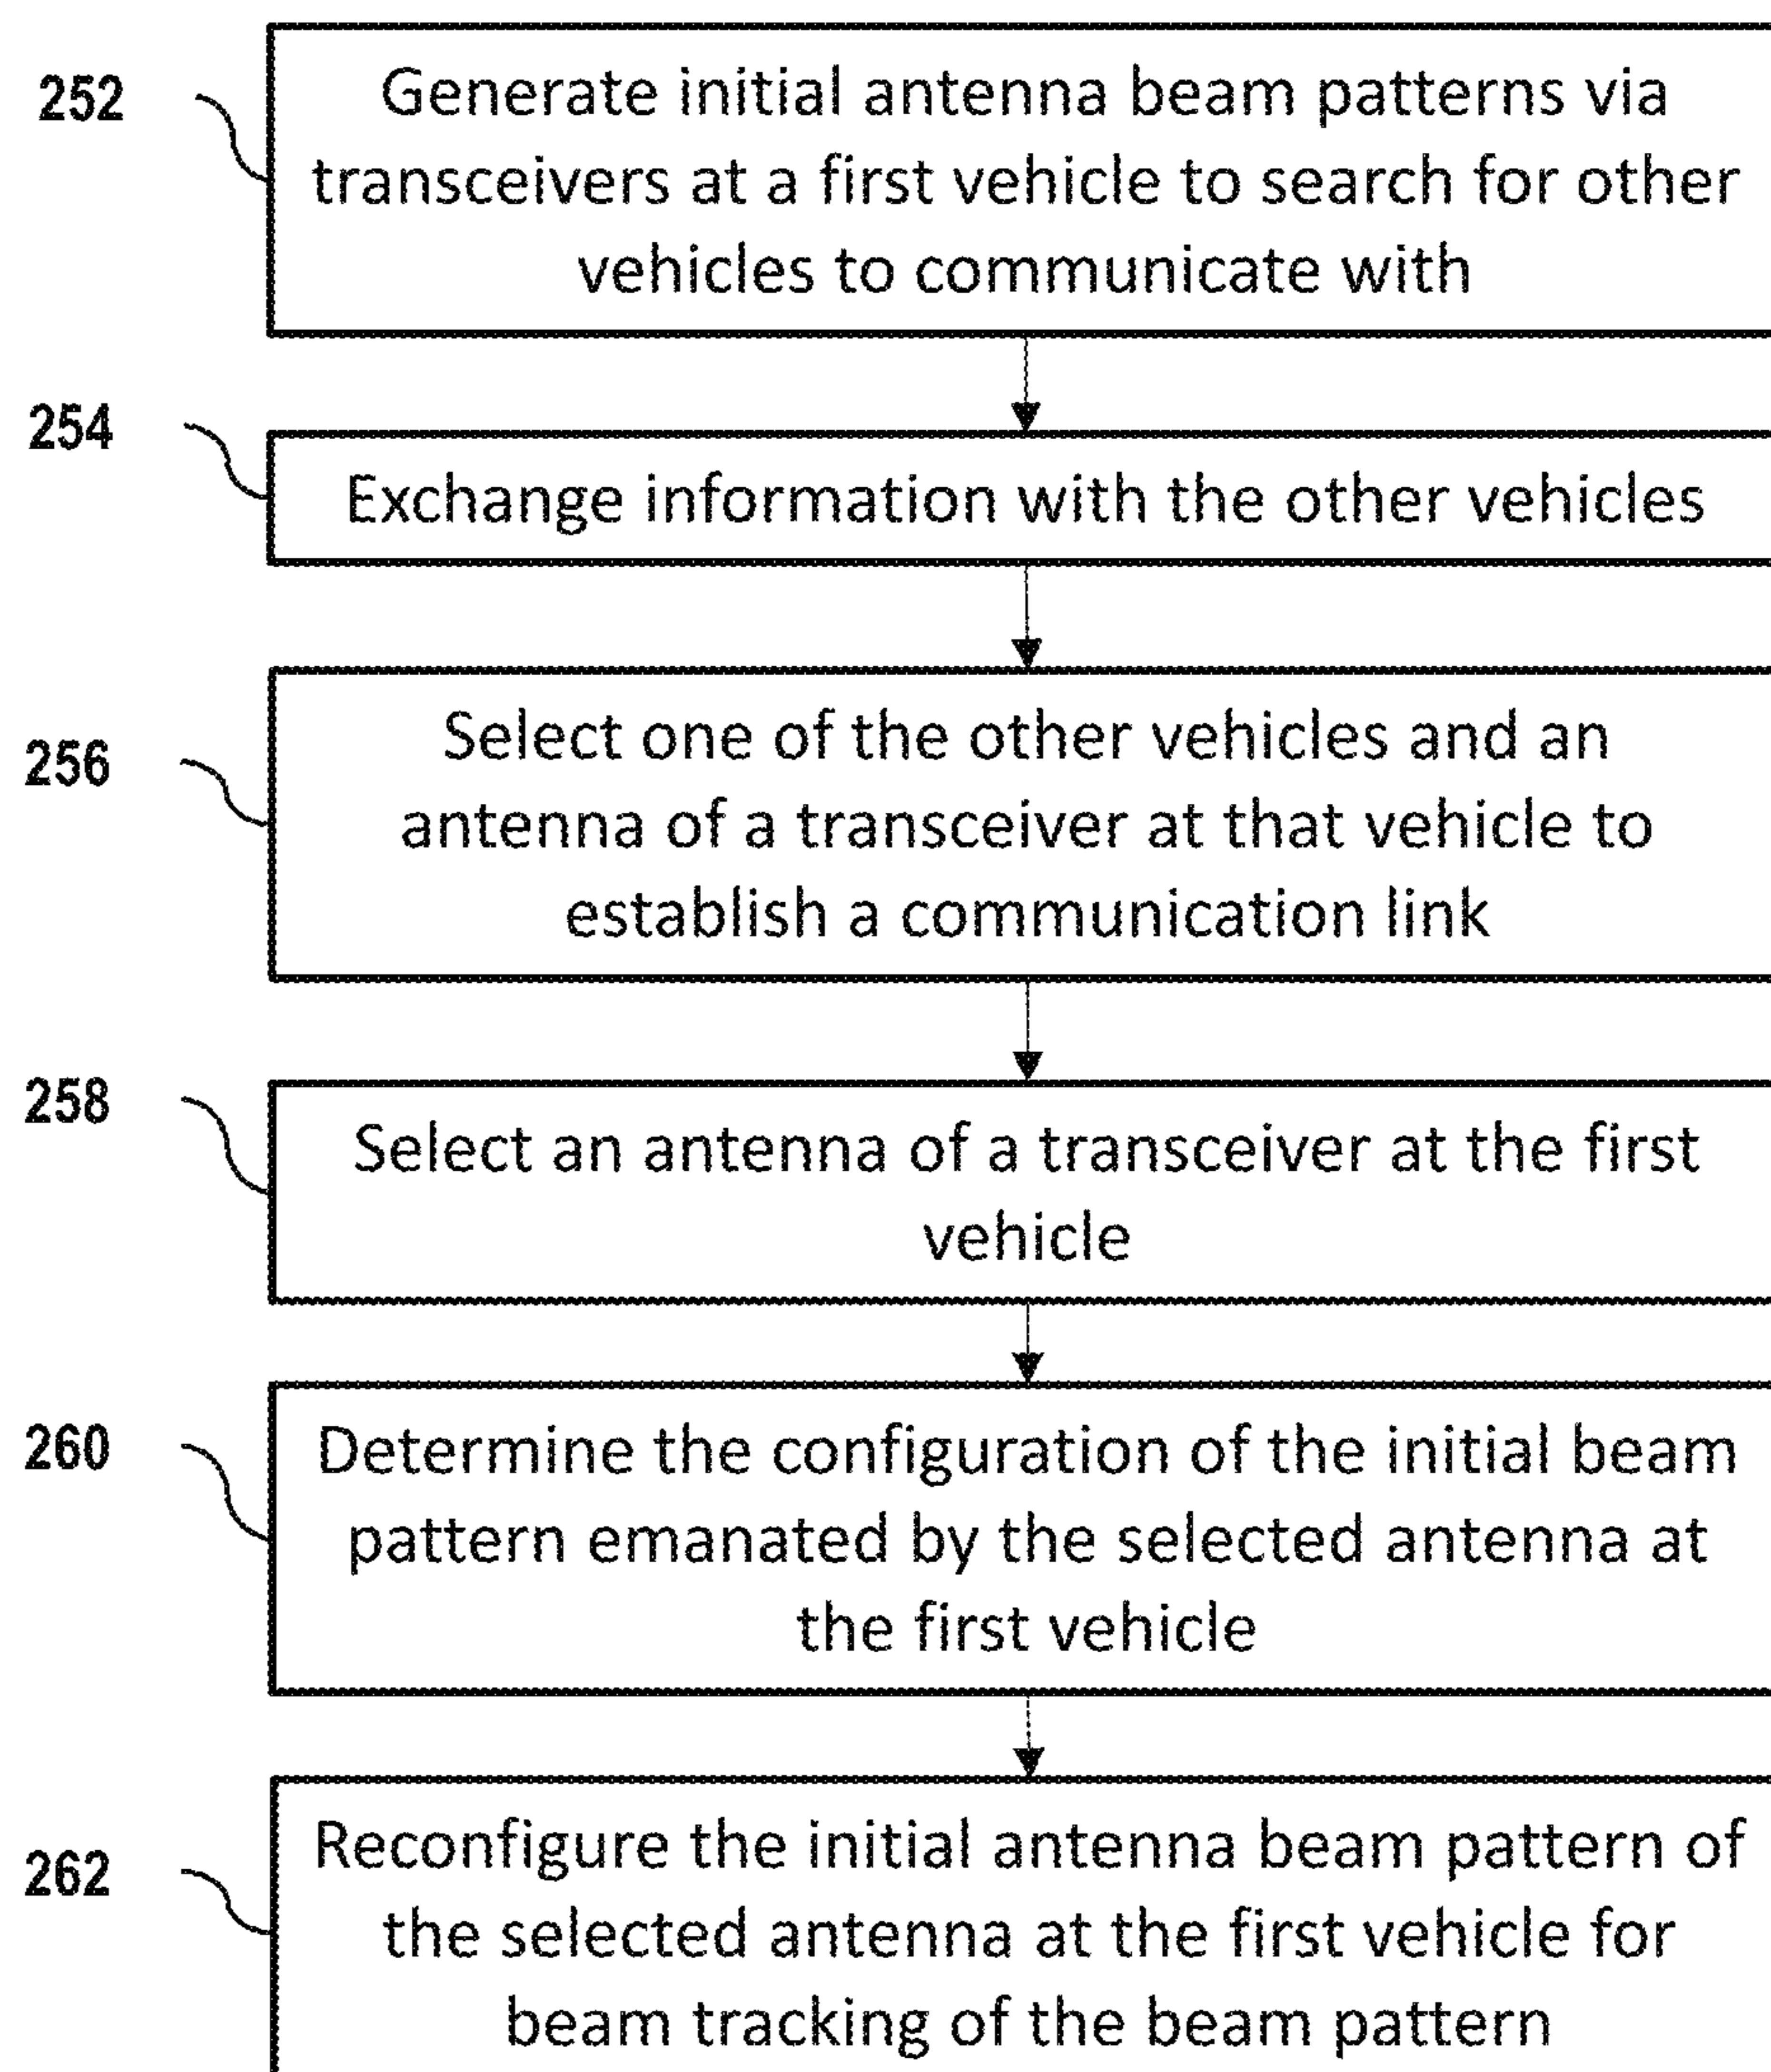 252
Generate initial antenna beam patterns via
transceivers at a first vehicle to search for other
vehicles to communicate with
254
Exchange information with the other vehicles
256
Select one of the other vehicles and an
antenna of a transceiver at that vehicle to
establish a communication link
258
Select an antenna of a transceiver at the first
vehicle
260
Determine the configuration of the initial beam
pattern emanated by the selected antenna at
the first vehicle
262
Reconfigure the initial antenna beam pattern of
the selected antenna at the first vehicle for
beam tracking of the beam pattern